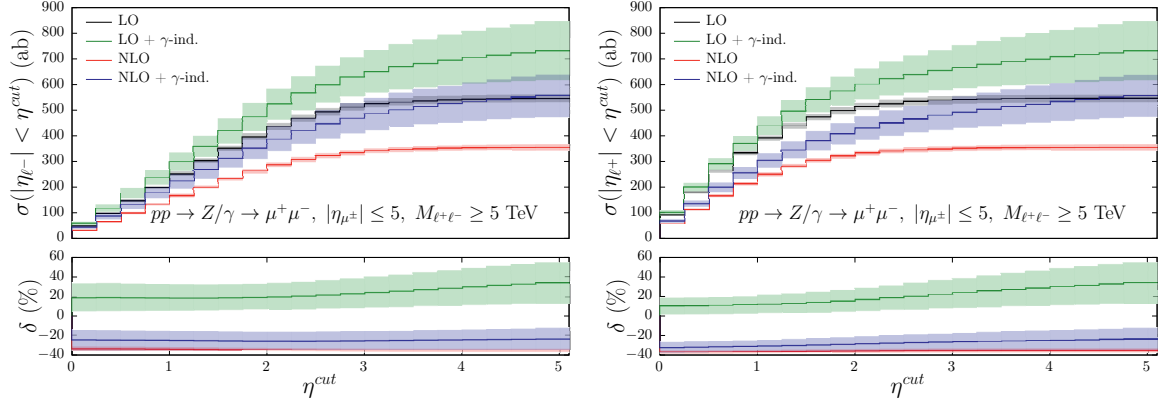 900
800
700
600
500
400
300
200
100
0
σ(|η_ℓ−| < η^cut) (ab)
LO
LO + γ-ind.
NLO
NLO + γ-ind.
pp → Z/γ → μ⁺μ⁻, |η_μ±| ≤ 5, M_ℓ+ℓ− ≥ 5 TeV
60
40
20
0
−20
−40
δ (%)
0 1 2 3 4 5
η^cut
900
800
700
600
500
400
300
200
100
0
σ(|η_ℓ+| < η^cut) (ab)
LO
LO + γ-ind.
NLO
NLO + γ-ind.
pp → Z/γ → μ⁺μ⁻, |η_μ±| ≤ 5, M_ℓ+ℓ− ≥ 5 TeV
60
40
20
0
−20
−40
δ (%)
0 1 2 3 4 5
η^cut